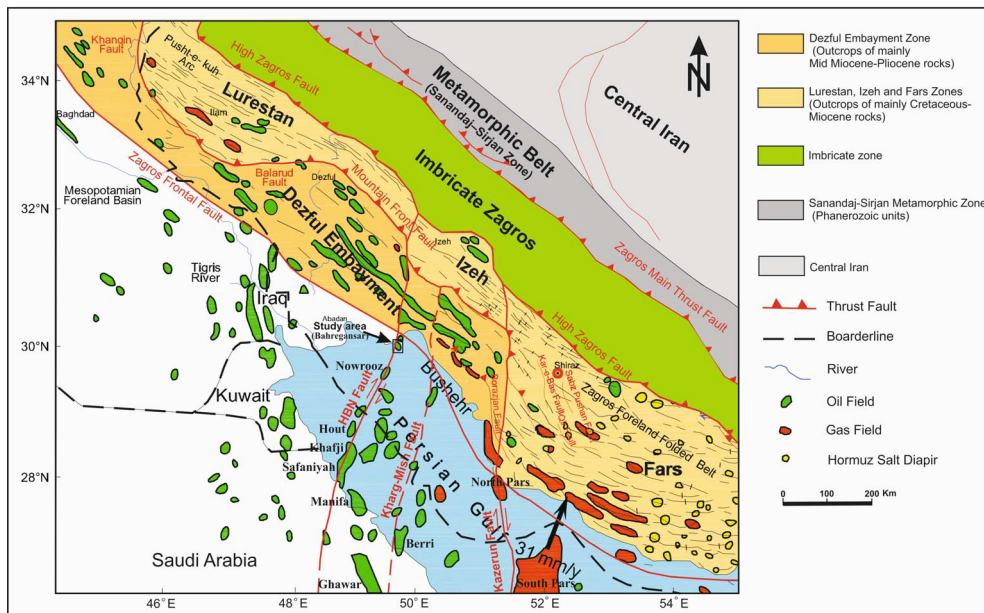 34°N
32°N
30°N
28°N
46°E
48°E
50°E
52°E
54°E
Khanqin
Fault
Pusht-e- kuh
Arc
High Zagros Fault
Lurestan
Ilam
Baghdad
Metamorphic Belt
(Sanandaj-Sirjan Zone)
Central Iran
Imbricate Zagros
Zagros Frontal Fault
Balarud
Fault
Dezful
Mountain Front Fault
Mesopotamian
Foreland Basin
Dezful Embayment
Izeh
Izeh
Zagros Main Thrust Fault
Tigris
River
Iraq
Abadan
Study area
(Bahregansar)
High Zagros Fault
Nowrooz
Bushehr
Shiraz
Kuwait
HBN Fault
Borazjan Fault
Sabz Pushan
Zagros Foreland Folded Belt
Hout
Khafji
Safaniyah
Persian Gulf
Kharg-Mish Fault
Fars
North Pars
Manifa
Berri
Kazerun Fault
31 mm/y
South Pars
Saudi Arabia
Ghawar
N
Dezful Embayment Zone
(Outcrops of mainly
Mid Miocene-Pliocene rocks)
Lurestan, Izeh and Fars Zones
(Outcrops of mainly Cretaceous-
Miocene rocks)
Imbricate zone
Sanandaj-Sirjan Metamorphic Zone
(Phanerozoic units)
Central Iran
Thrust Fault
Boarderline
River
Oil Field
Gas Field
Hormuz Salt Diapir
0 100 200 Km